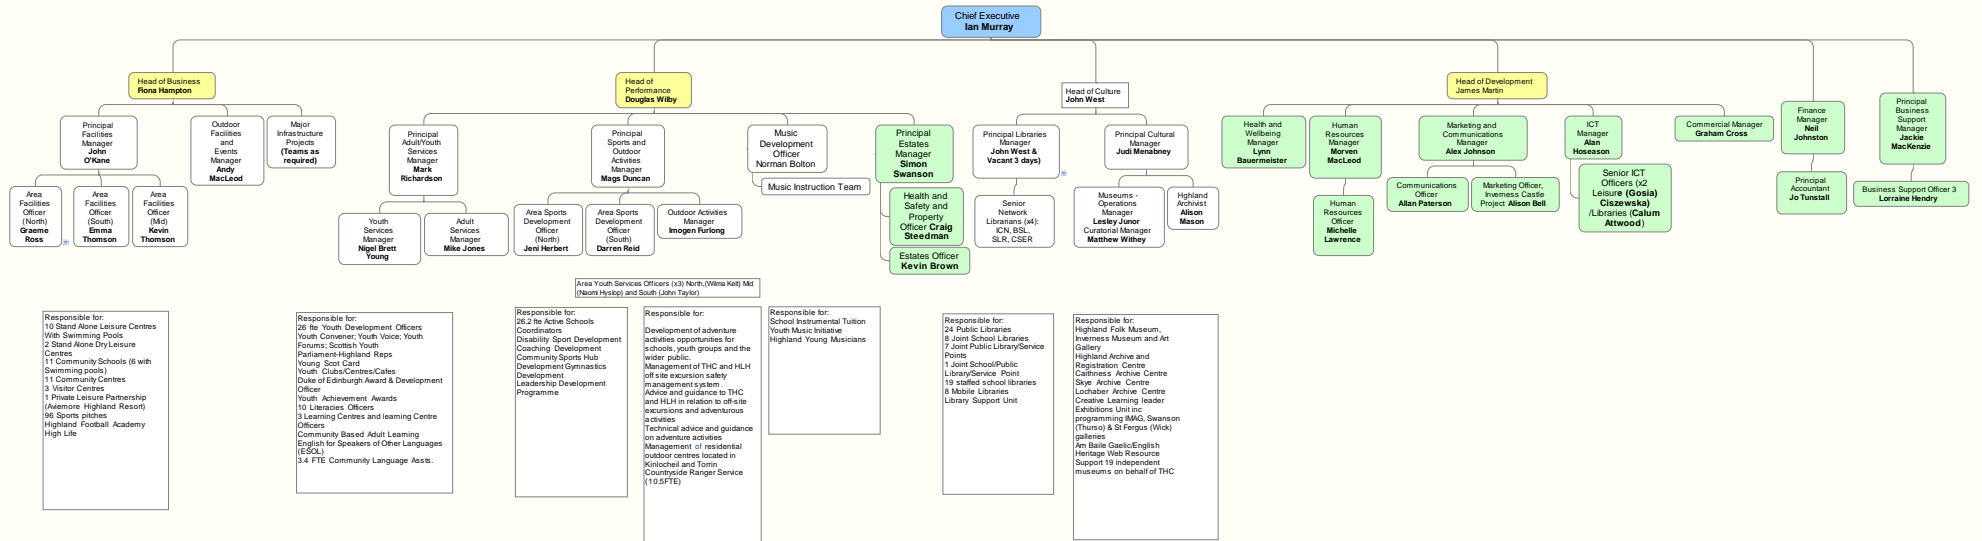 Chief Executive
Ian Murray
Head of Business
Fiona Hampton
Head of
Performance
Douglas Wilby
Head of Culture
John West
Head of Development
James Martin
Principal
Facilities
Manager
John
O'Kane
Outdoor
Facilities
and
Events
Manager
Andy
MacLeod
Major
Infrastructure
Projects
(Teams as
required)
Principal
Adult/Youth
Services
Manager
Mark
Richardson
Principal
Sports and
Outdoor
Activities
Manager
Mags Duncan
Music
Development
Officer
Norman Bolton
Music Instruction Team
Principal
Estates
Manager
Simon
Swanson
Principal Libraries
Manager
John West &
Vacant 3 days)
Principal Cultural
Manager
Judi Menabney
Health and
Wellbeing
Manager
Lynn
Bauermeister
Human
Resources
Manager
Morven
MacLeod
Marketing and
Communications
Manager
Alex Johnson
ICT
Manager
Alan
Hoseason
Commercial Manager
Graham Cross
Finance
Manager
Neil
Johnston
Principal
Business
Support
Manager
Jackie
MacKenzie
Area
Facilities
Officer
(North)
Graeme
Ross
Area
Facilities
Officer
(South)
Emma
Thomson
Area
Facilities
Officer
(Mid)
Kevin
Thomson
Youth
Services
Manager
Nigel Brett
Young
Adult
Services
Manager
Mike Jones
Area Sports
Development
Officer
(North)
Jeni Herbert
Area Sports
Development
Officer
(South)
Darren Reid
Outdoor Activities
Manager
Imogen Furlong
Health and
Safety and
Property
Officer Craig
Steedman
Estates Officer
Kevin Brown
Senior
Network
Librarians (x4):
ICN, BSL,
SLR, CSER
Museums -
Operations
Manager
Lesley Junor
Curatorial Manager
Matthew Withey
Highland
Archivist
Alison
Mason
Human
Resources
Officer
Michelle
Lawrence
Communications
Officer
Allan Paterson
Marketing Officer,
Inverness Castle
Project Alison Bell
Senior ICT
Officers (x2
Leisure (Gosia)
Ciszewska)
/Libraries (Calum
Attwood)
Principal
Accountant
Jo Tunstall
Business Support Officer 3
Lorraine Hendry
Area Youth Services Officers (x3) North,(Wilma Kelt) Mid
(Naomi Hyslop) and South (John Taylor)
Responsible for:
10 Stand Alone Leisure Centres
With Swimming Pools
2 Stand Alone Dry Leisure
Centres
11 Community Schools (6 with
Swimming pools)
11 Community Centres
3 Visitor Centres
1 Private Leisure Partnership
(Aviemore Highland Resort)
96 Sports pitches
Highland Football Academy
High Life
Responsible for:
26 fte Youth Development Officers
Youth Convener; Youth Voice; Youth
Forums; Scottish Youth
Parliament-Highland Reps
Young Scot Card
Youth Clubs/Centres/Cafes
Duke of Edinburgh Award & Development
Officer
Youth Achievement Awards
10 Literacies Officers
3 Learning Centres and learning Centre
Officers
Community Based Adult Learning
English for Speakers of Other Languages
(ESOL)
3.4 FTE Community Language Assts.
Responsible for:
26.2 fte Active Schools
Coordinators
Disability Sport Development
Coaching Development
Community Sports Hub
Development Gymnastics
Development
Leadership Development
Programme
Responsible for:
Development of adventure
activities opportunities for
schools, youth groups and the
wider public.
Management of THC and HLH
off site excursion safety
management system.
Advice and guidance to THC
and HLH in relation to off-site
excursions and adventurous
activities
Technical advice and guidance
on adventure activities
Management of residential
outdoor centres located in
Kinlocheil and Torrin
Countryside Ranger Service
(10.5FTE)
Responsible for:
School Instrumental Tuition
Youth Music Initiative
Highland Young Musicians
Responsible for:
24 Public Libraries
8 Joint School Libraries
7 Joint Public Library/Service
Points
1 Joint School/Public
Library/Service Point
19 staffed school libraries
8 Mobile Libraries
Library Support Unit
Responsible for:
Highland Folk Museum,
Inverness Museum and Art
Gallery
Highland Archive and
Registration Centre
Caithness Archive Centre
Skye Archive Centre
Lochaber Archive Centre
Creative Learning leader
Exhibitions Unit inc
programming IMAG, Swanson
(Thurso) & St Fergus (Wick)
galleries
Am Baile Gaelic/English
Heritage Web Resource
Support 19 independent
museums on behalf of THC